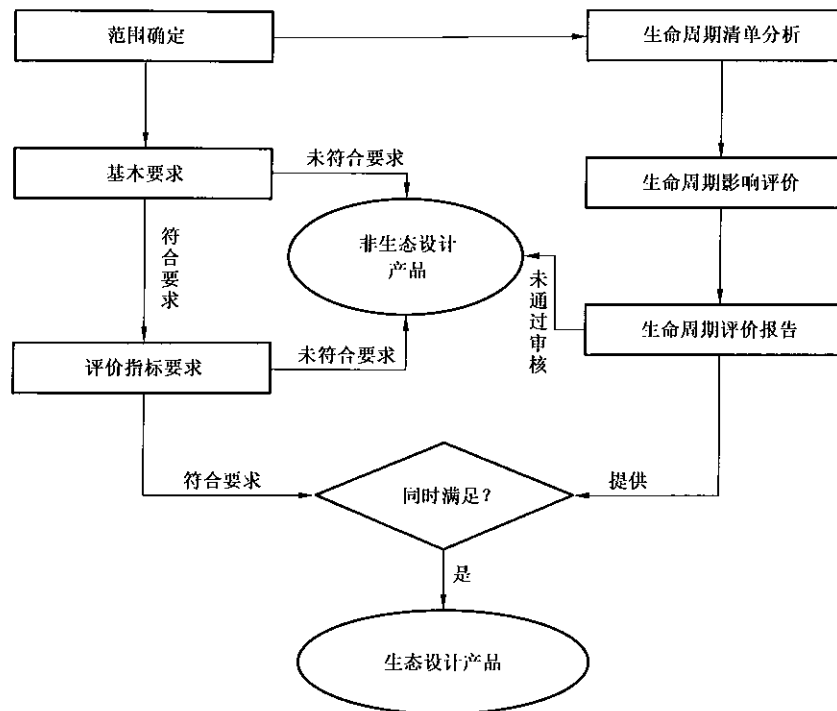 范围确定
生命周期清单分析
基本要求
未符合要求
生命周期影响评价
符合要求
非生态设计
产品
未通过审核
生命周期评价报告
评价指标要求
未符合要求
符合要求
同时满足?
提供
是
生态设计产品